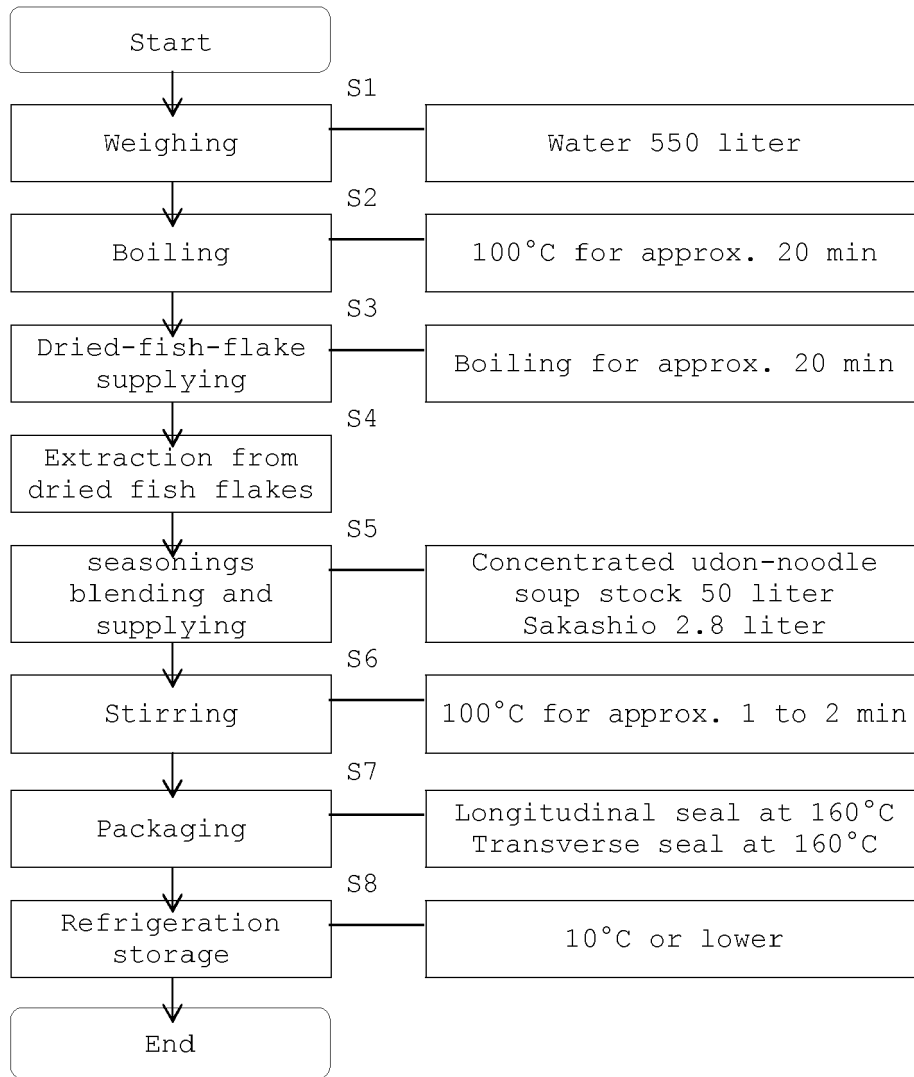 Start
S1
Weighing
Water 550 liter
S2
Boiling
100°C for approx. 20 min
S3
Dried-fish-flake
supplying
Boiling for approx. 20 min
S4
Extraction from
dried fish flakes
S5
seasonings
blending and
supplying
Concentrated udon-noodle
soup stock 50 liter
Sakashio 2.8 liter
S6
Stirring
100°C for approx. 1 to 2 min
S7
Packaging
Longitudinal seal at 160°C
Transverse seal at 160°C
S8
Refrigeration
storage
10°C or lower
End